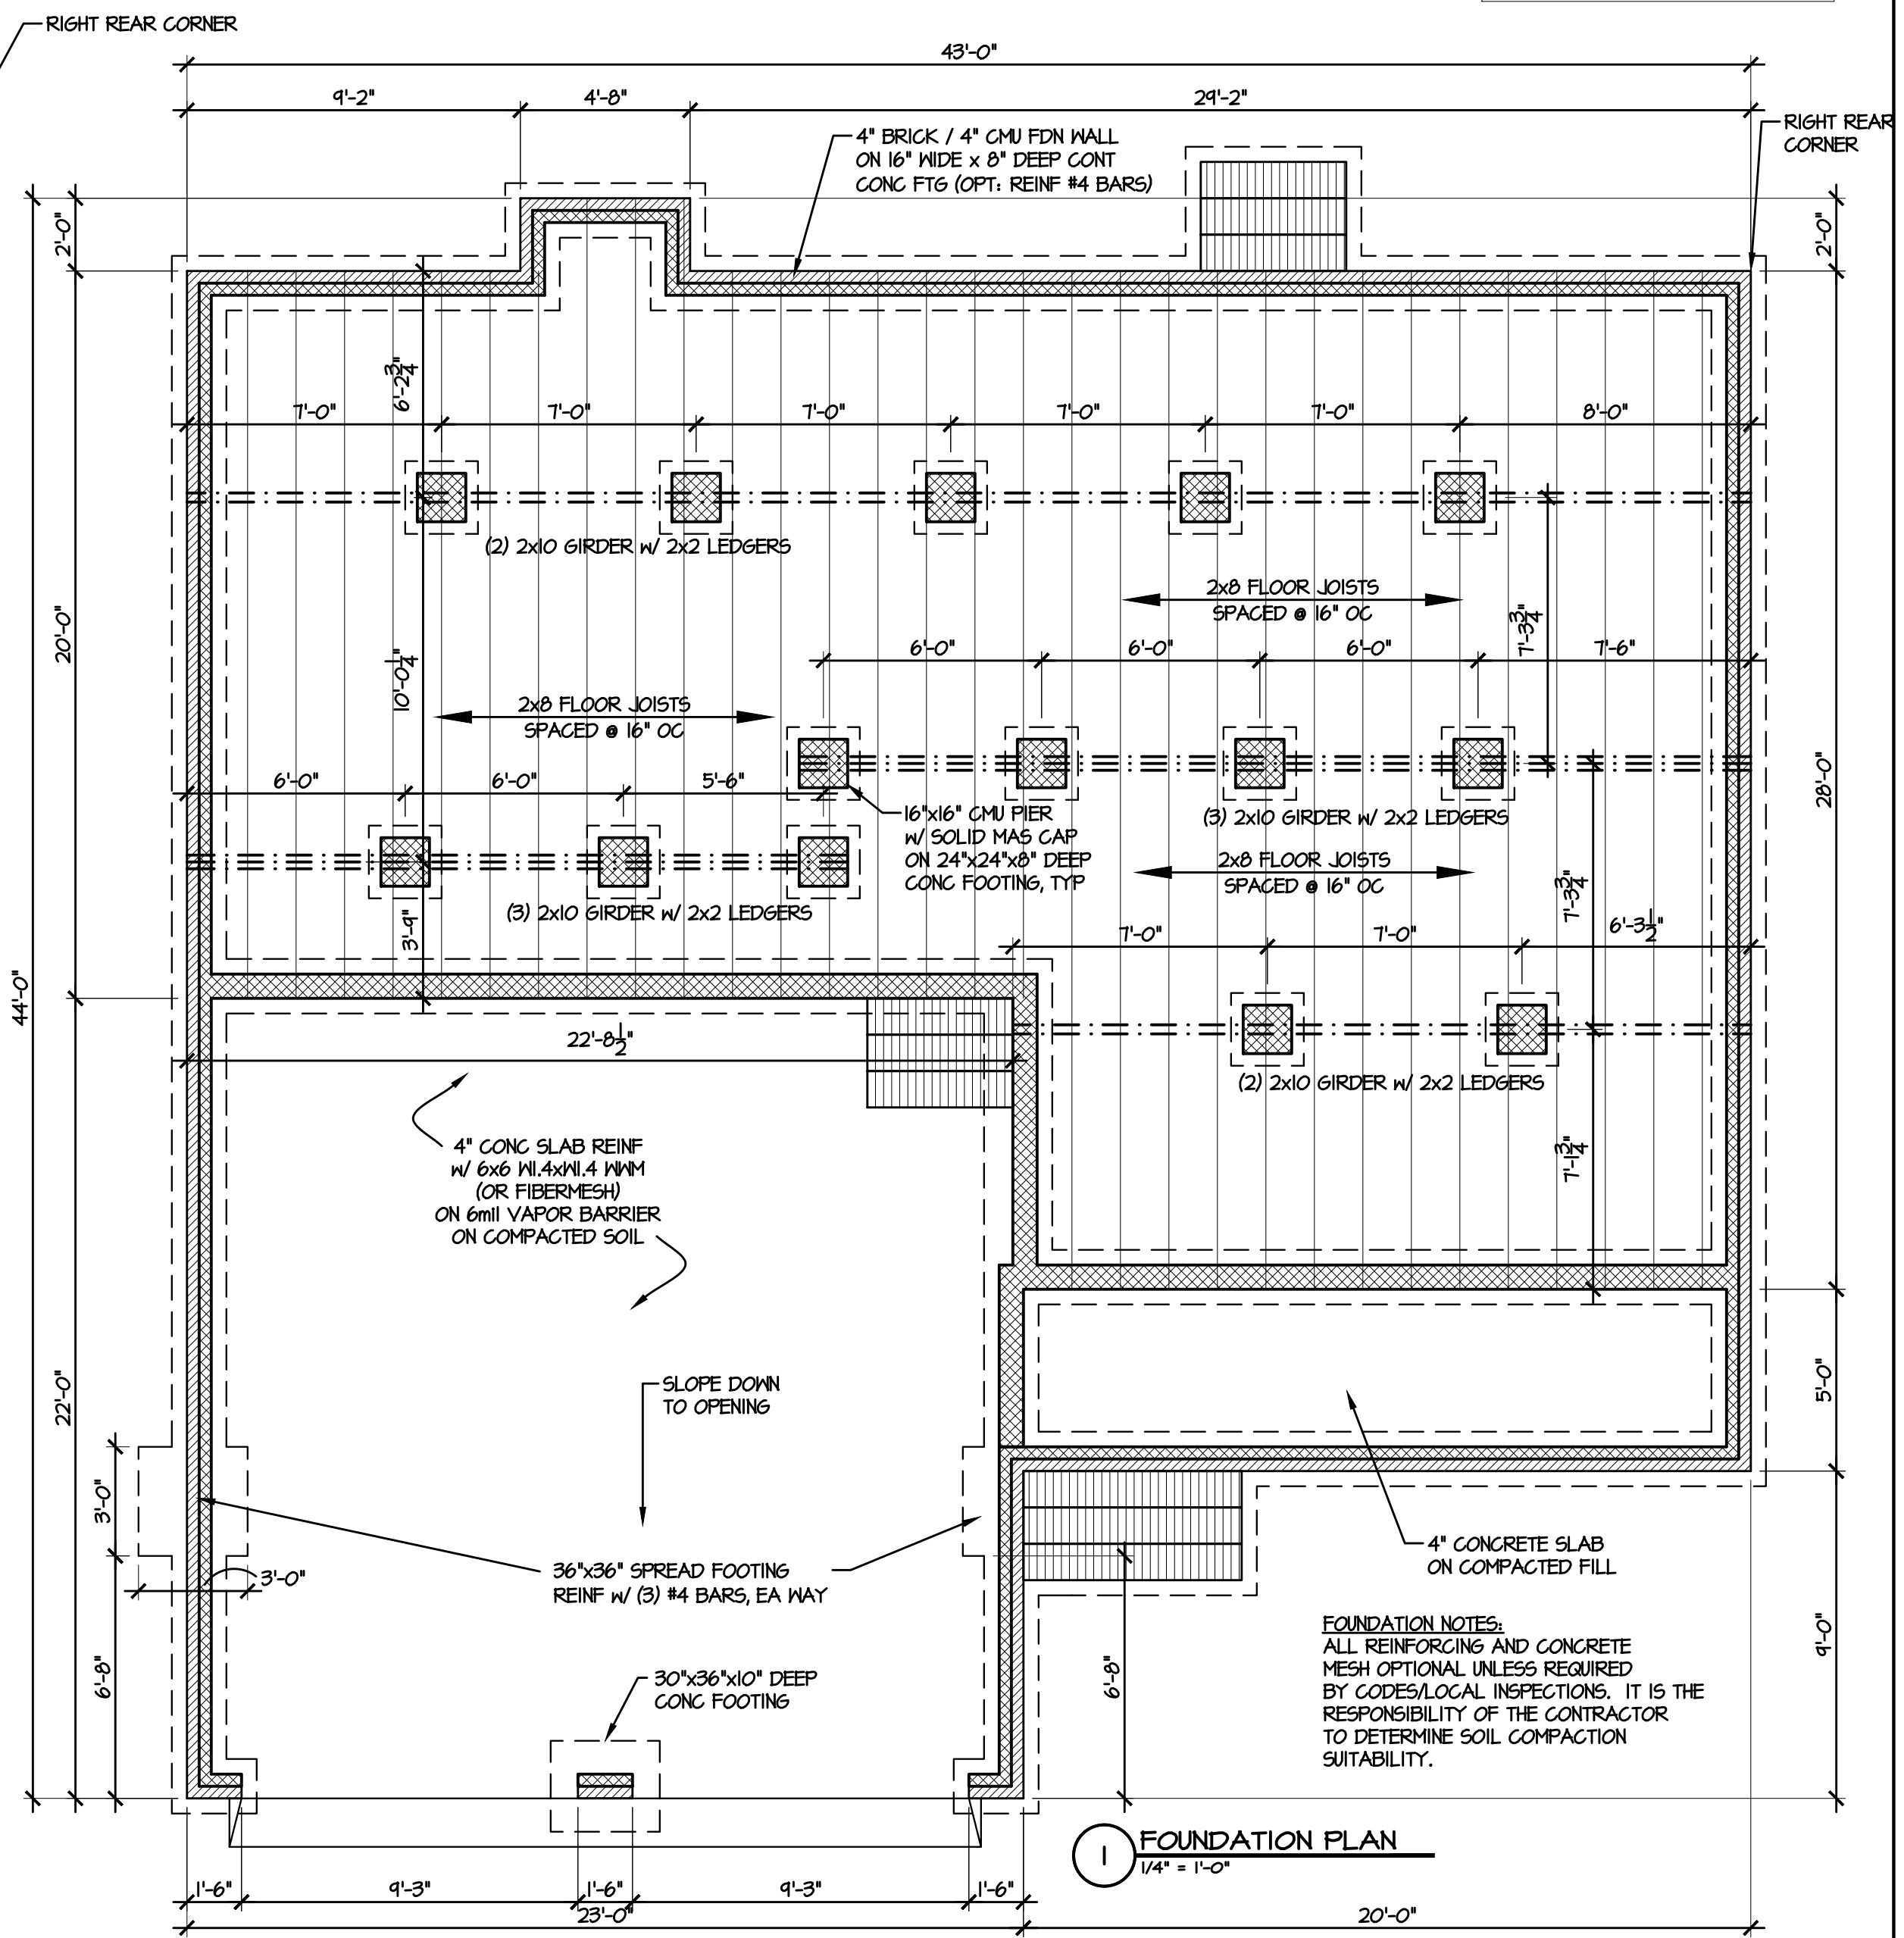 RIGHT REAR CORNER
43'-0"
9'-2"
4'-8"
29'-2"
RIGHT REAR
CORNER
4" BRICK / 4" CMU FDN WALL
ON 16" WIDE x 8" DEEP CONT
CONC FTG (OPT: REINF #4 BARS)
2'-0"
2'-0"
6'-2 3/4"
7'-0"
7'-0"
7'-0"
7'-0"
7'-0"
8'-0"
(2) 2x10 GIRDER w/ 2x2 LEDGERS
2x8 FLOOR JOISTS
SPACED @ 16" OC
7'-3 3/4"
20'-0"
10'-0 1/4"
6'-0"
6'-0"
6'-0"
7'-6"
2x8 FLOOR JOISTS
SPACED @ 16" OC
28'-0"
6'-0"
6'-0"
5'-6"
16"x16" CMU PIER
w/ SOLID MAS CAP
ON 24"x24"x8" DEEP
CONC FOOTING, TYP
(3) 2x10 GIRDER w/ 2x2 LEDGERS
2x8 FLOOR JOISTS
SPACED @ 16" OC
(3) 2x10 GIRDER w/ 2x2 LEDGERS
3'-9"
7'-3 3/4"
7'-0"
7'-0"
6'-3 1/2"
44'-0"
22'-8 1/2"
(2) 2x10 GIRDER w/ 2x2 LEDGERS
4" CONC SLAB REINF
w/ 6x6 W1.4xW1.4 WWM
(OR FIBERMESH)
ON 6mil VAPOR BARRIER
ON COMPACTED SOIL
7'-1 3/4"
22'-0"
SLOPE DOWN
TO OPENING
5'-0"
3'-0"
3'-0"
36"x36" SPREAD FOOTING
REINF w/ (3) #4 BARS, EA WAY
4" CONCRETE SLAB
ON COMPACTED FILL
6'-8"
30"x36"x10" DEEP
CONC FOOTING
6'-8"
FOUNDATION NOTES:
ALL REINFORCING AND CONCRETE
MESH OPTIONAL UNLESS REQUIRED
BY CODES/LOCAL INSPECTIONS. IT IS THE
RESPONSIBILITY OF THE CONTRACTOR
TO DETERMINE SOIL COMPACTION
SUITABILITY.
9'-0"
1 FOUNDATION PLAN
1/4" = 1'-0"
1'-6"
9'-3"
1'-6"
9'-3"
1'-6"
23'-0"
20'-0"